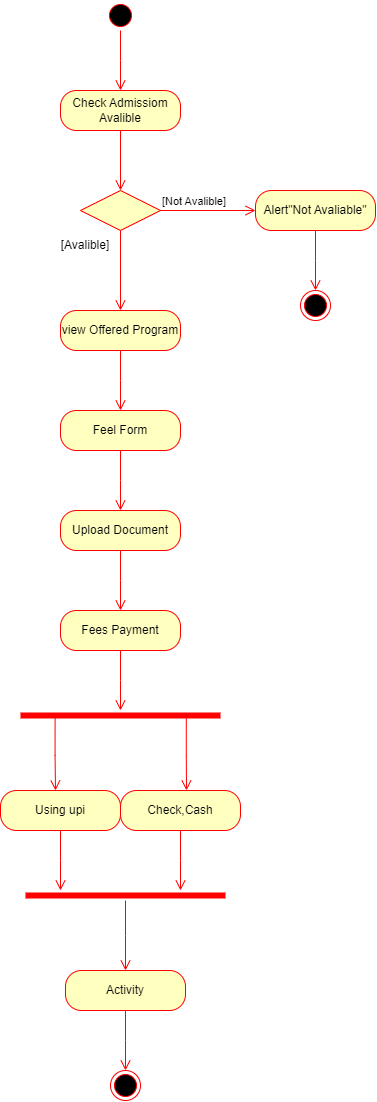 Check Admissiom
Avalible
[Not Avalible]
Alert"Not Avaliable"
[Avalible]
view Offered Program
Feel Form
Upload Document
Fees Payment
Using upi
Check,Cash
Activity